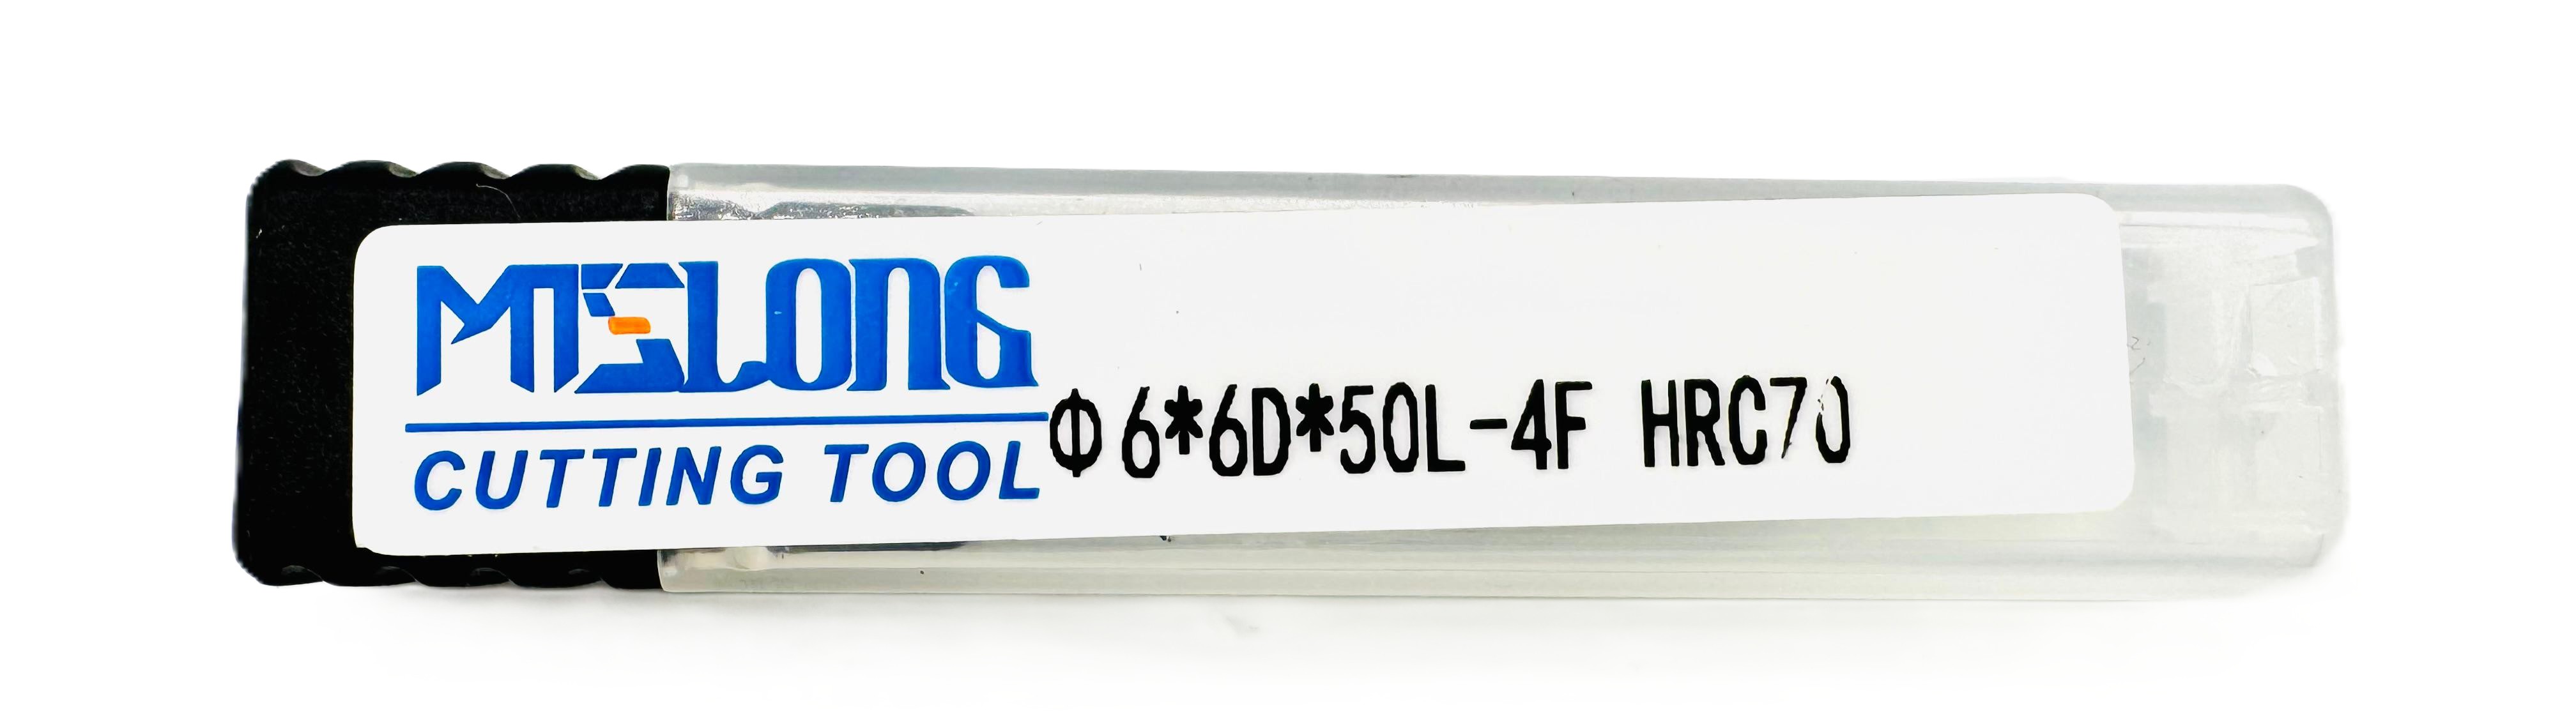 MTSLONG
CUTTING TOOL
Φ6*6D*50L-4F HRC70